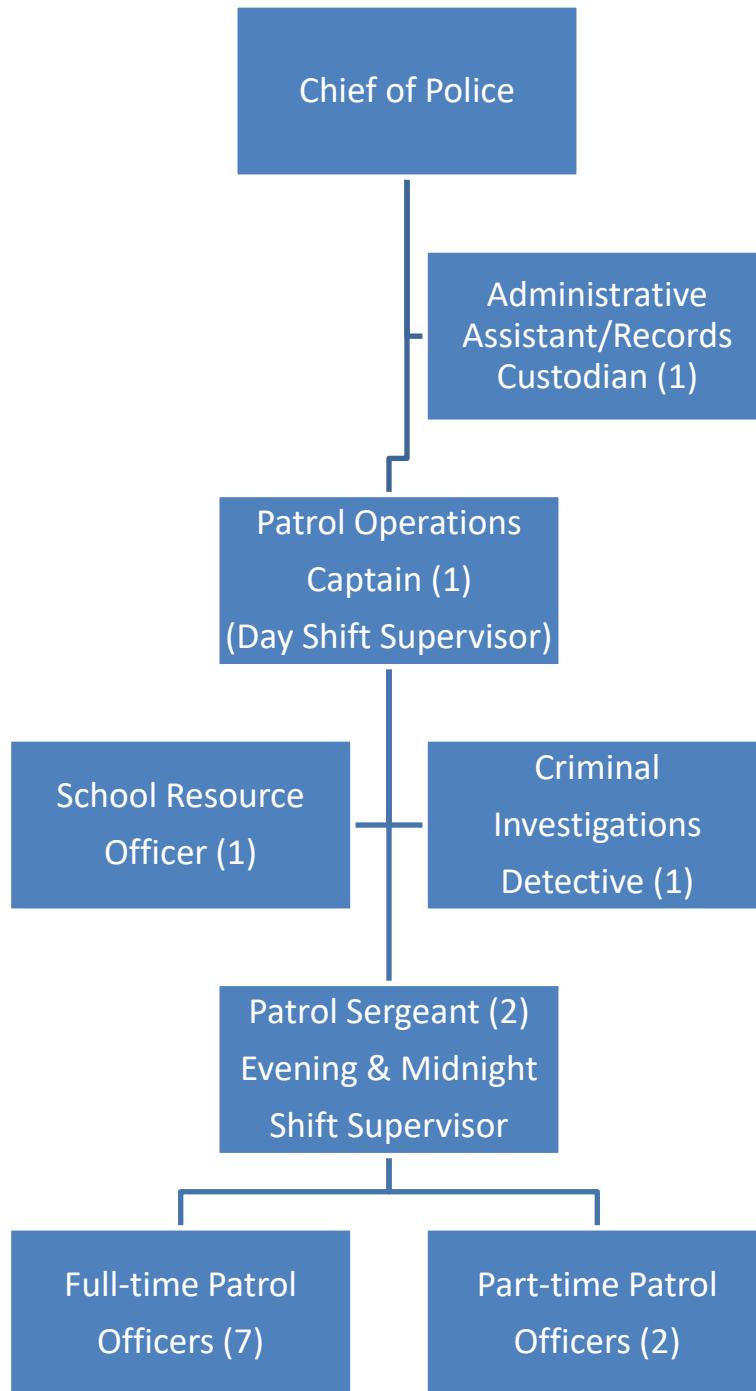 Chief of Police
Administrative
Assistant/Records
Custodian (1)
Patrol Operations
Captain (1)
(Day Shift Supervisor)
School Resource
Officer (1)
Criminal
Investigations
Detective (1)
Patrol Sergeant (2)
Evening & Midnight
Shift Supervisor
Full-time Patrol
Officers (7)
Part-time Patrol
Officers (2)